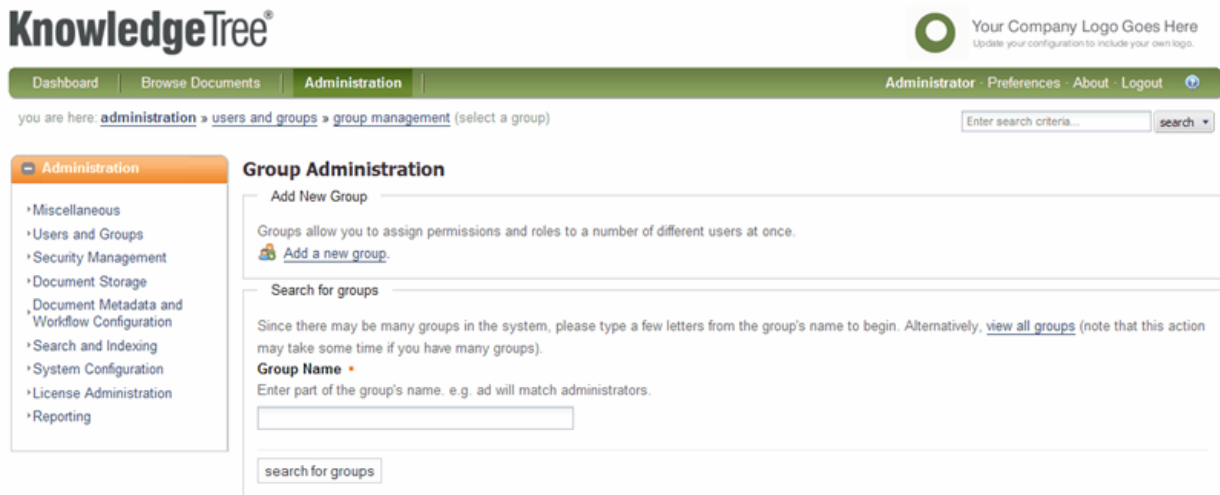 KnowledgeTree®
Your Company Logo Goes Here
Update your configuration to include your own logo.
Dashboard Browse Documents Administration
Administrator · Preferences · About · Logout ?
you are here: administration » users and groups » group management (select a group)
Enter search criteria... search
Administration
Miscellaneous
Users and Groups
Security Management
Document Storage
Document Metadata and
Workflow Configuration
Search and Indexing
System Configuration
License Administration
Reporting
Group Administration
Add New Group
Groups allow you to assign permissions and roles to a number of different users at once.
Add a new group.
Search for groups
Since there may be many groups in the system, please type a few letters from the group's name to begin. Alternatively, view all groups (note that this action
may take some time if you have many groups).
Group Name
Enter part of the group's name. e.g. ad will match administrators.
search for groups